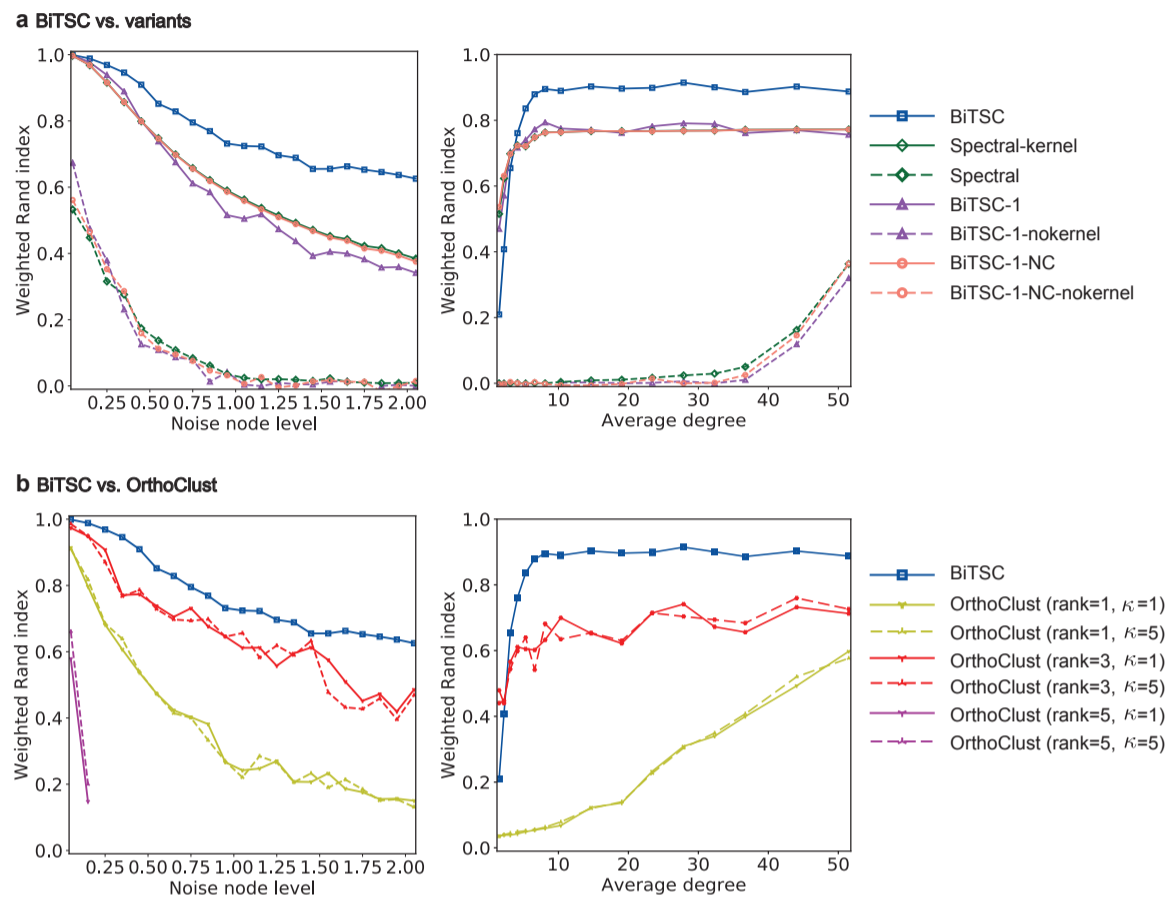 a BiTSC vs. variants
1.0
0.8
0.6
0.4
0.2
0.0
Weighted Rand index
0.25 0.50 0.75 1.00 1.25 1.50 1.75 2.00
Noise node level
1.0
0.8
0.6
0.4
0.2
0.0
Weighted Rand index
10 20 30 40 50
Average degree
BiTSC
Spectral-kernel
Spectral
BiTSC-1
BiTSC-1-nokernel
BiTSC-1-NC
BiTSC-1-NC-nokernel
b BiTSC vs. OrthoClust
1.0
0.8
0.6
0.4
0.2
0.0
Weighted Rand index
0.25 0.50 0.75 1.00 1.25 1.50 1.75 2.00
Noise node level
1.0
0.8
0.6
0.4
0.2
0.0
Weighted Rand index
10 20 30 40 50
Average degree
BiTSC
OrthoClust (rank=1, κ=1)
OrthoClust (rank=1, κ=5)
OrthoClust (rank=3, κ=1)
OrthoClust (rank=3, κ=5)
OrthoClust (rank=5, κ=1)
OrthoClust (rank=5, κ=5)